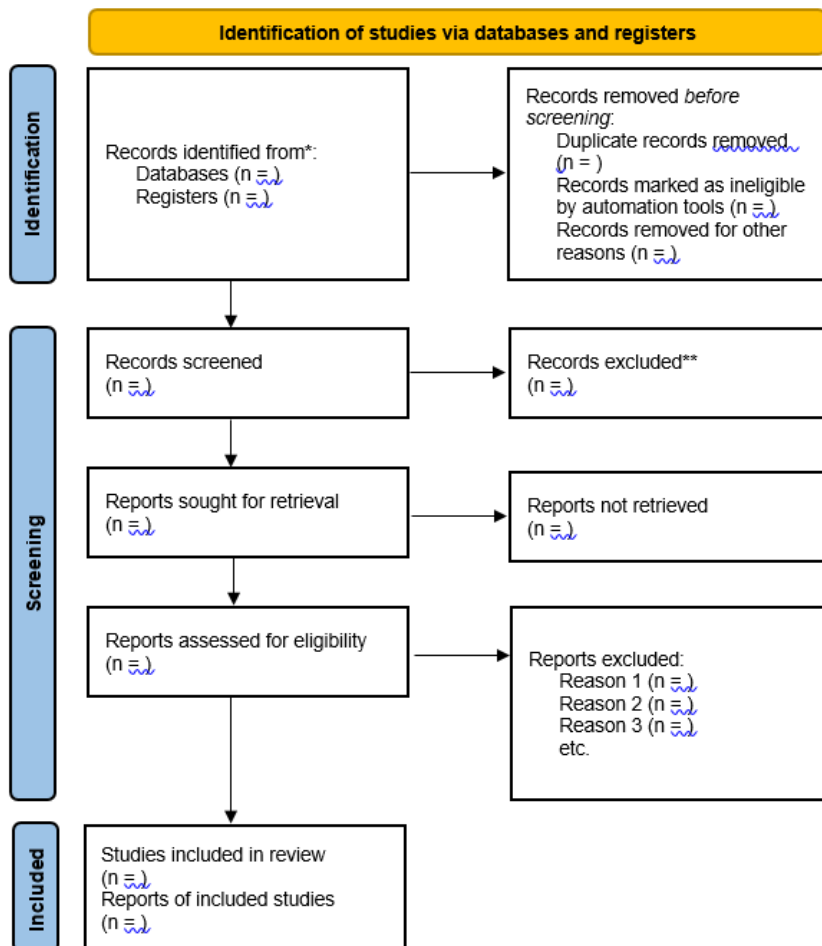 Identification of studies via databases and registers
Identification
Records identified from*:
Databases (n = )
Registers (n = )
Records removed before
screening:
Duplicate records removed
(n = )
Records marked as ineligible
by automation tools (n = )
Records removed for other
reasons (n = )
Screening
Records screened
(n = )
Records excluded**
(n = )
Reports sought for retrieval
(n = )
Reports not retrieved
(n = )
Reports assessed for eligibility
(n = )
Reports excluded:
Reason 1 (n = )
Reason 2 (n = )
Reason 3 (n = )
etc.
Included
Studies included in review
(n = )
Reports of included studies
(n = )